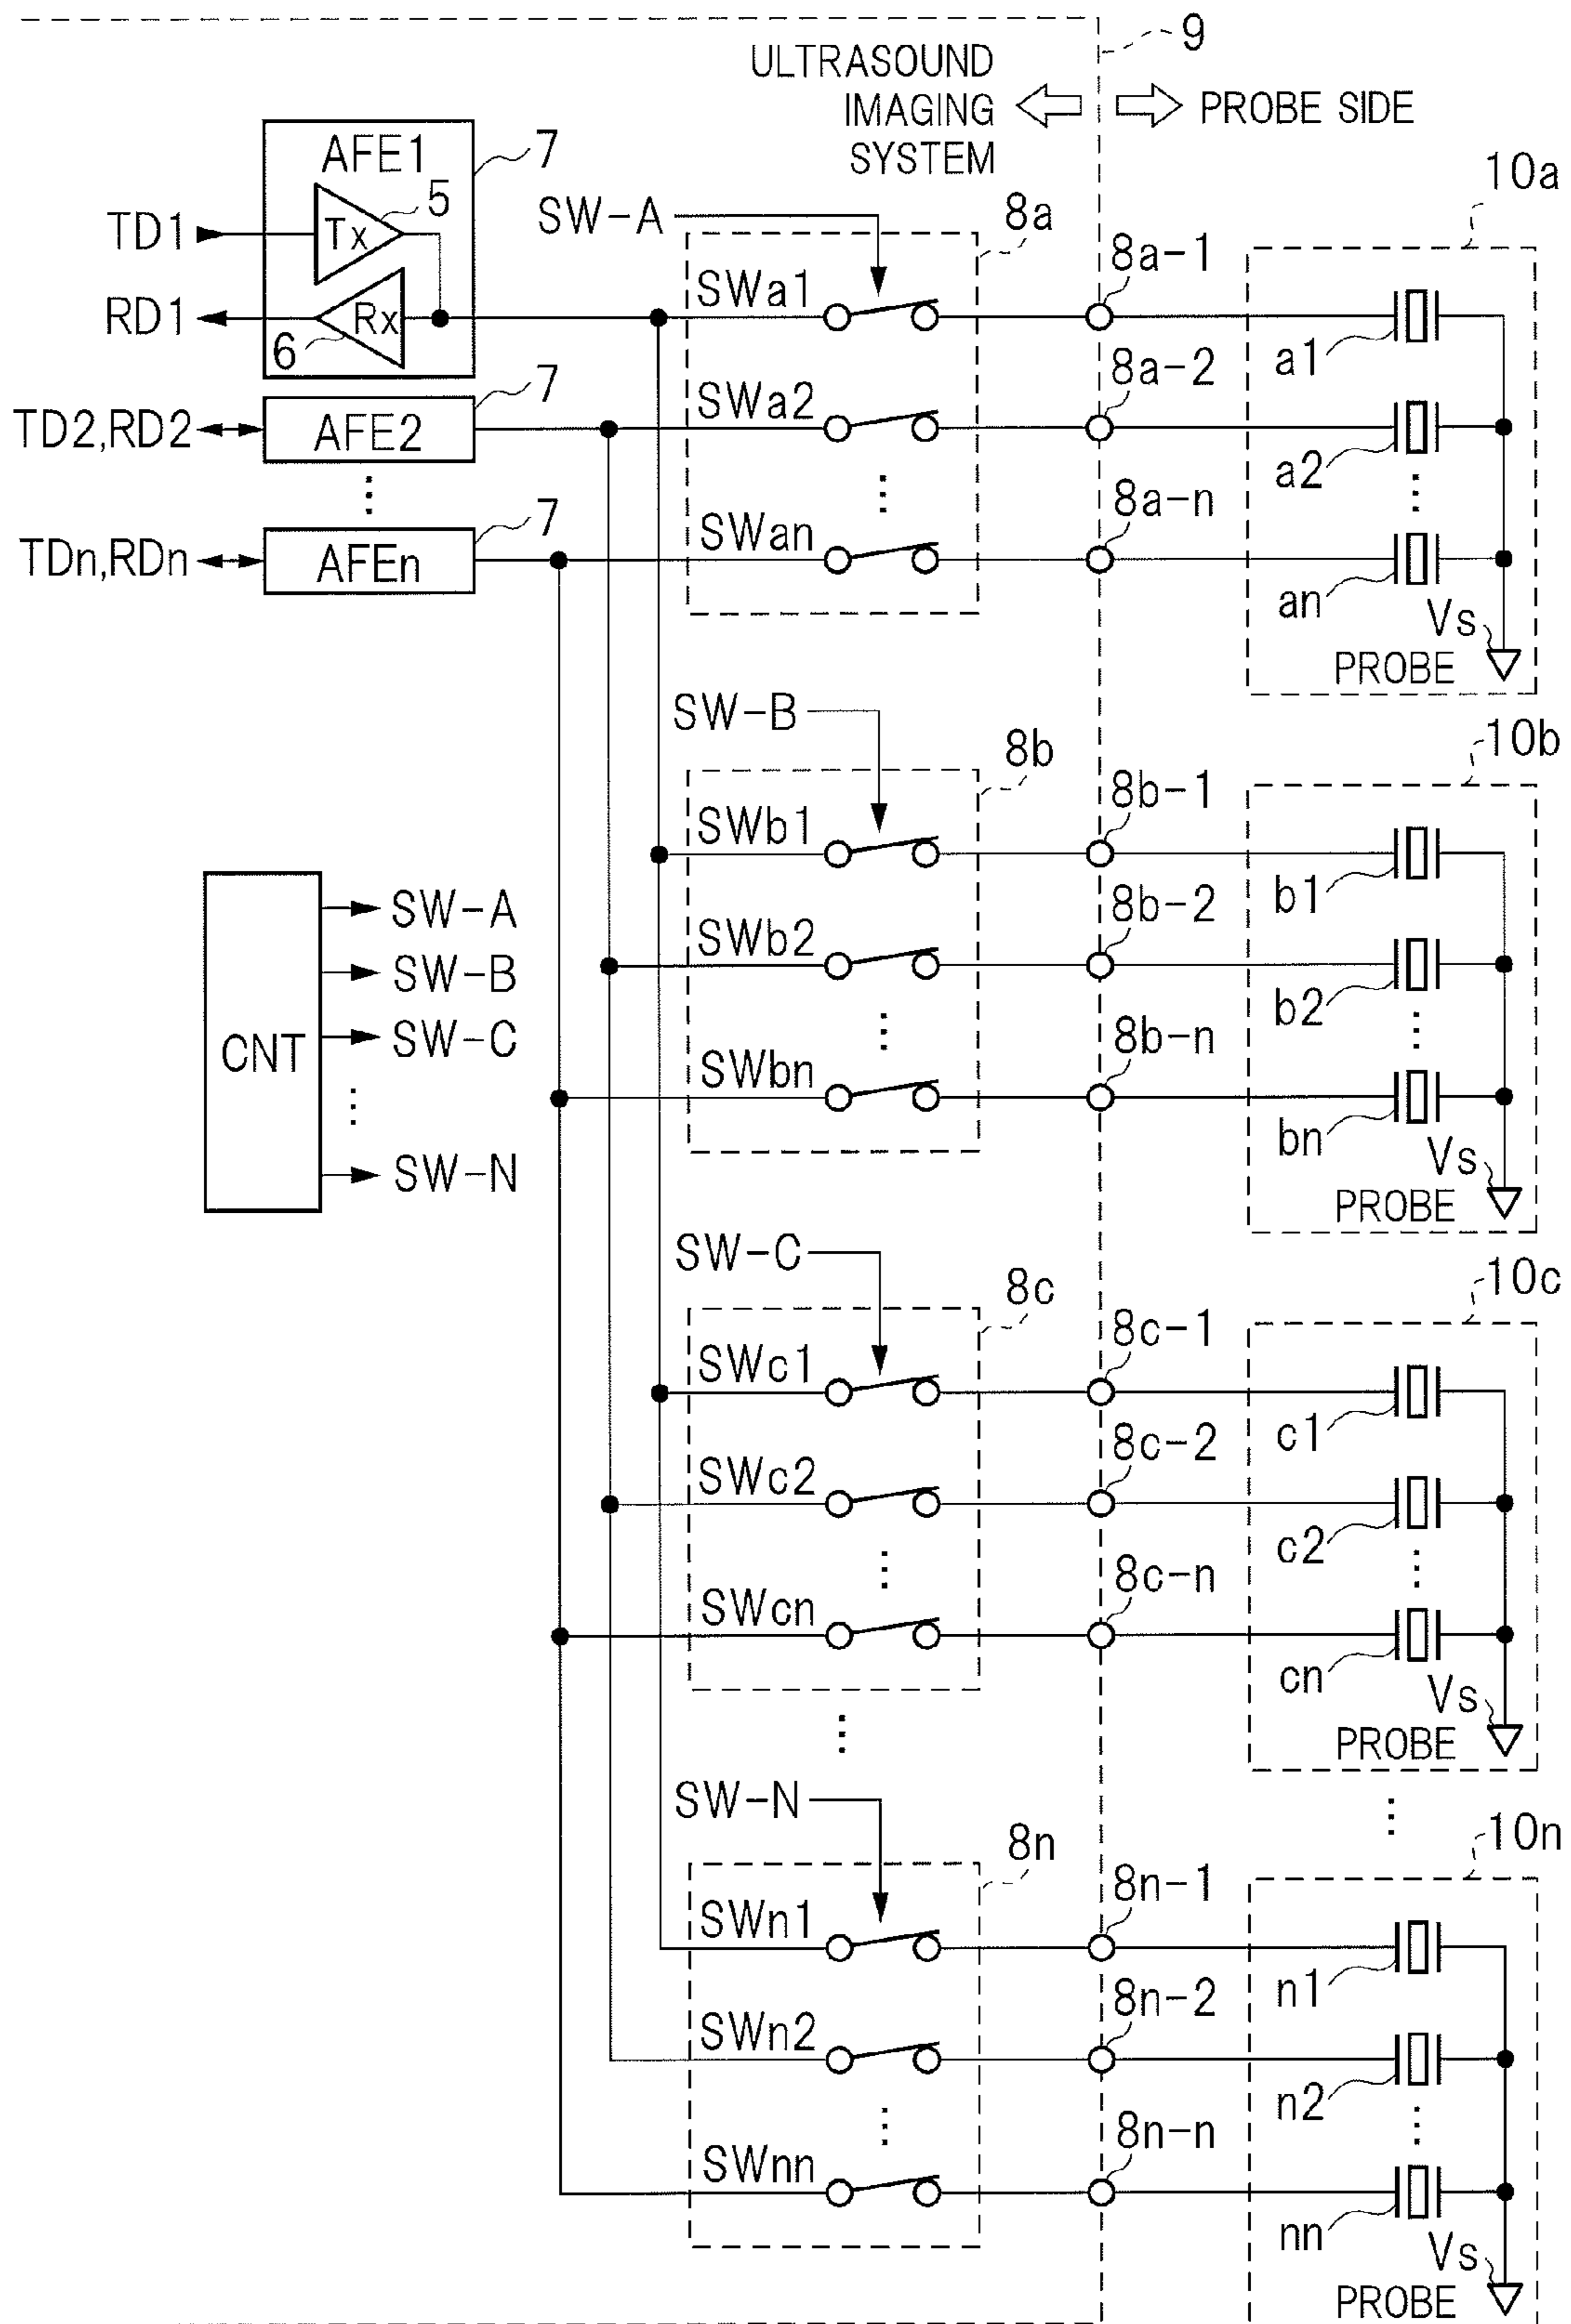 9
ULTRASOUND
IMAGING
SYSTEM
PROBE SIDE
AFE1
7
10a
TD1
Tx
5
SW-A
8a
RD1
Rx
6
SWa1
8a-1
a1
TD2,RD2
AFE2
7
SWa2
8a-2
a2
TDn,RDn
AFEn
7
SWan
8a-n
an
Vs
PROBE
SW-B
8b
10b
SWb1
8b-1
b1
SWb2
8b-2
b2
SWbn
8b-n
bn
Vs
PROBE
CNT
SW-A
SW-B
SW-C
SW-N
SW-C
8c
10c
SWc1
8c-1
c1
SWc2
8c-2
c2
SWcn
8c-n
cn
Vs
PROBE
SW-N
8n
10n
SWn1
8n-1
n1
SWn2
8n-2
n2
SWnn
8n-n
nn
Vs
PROBE